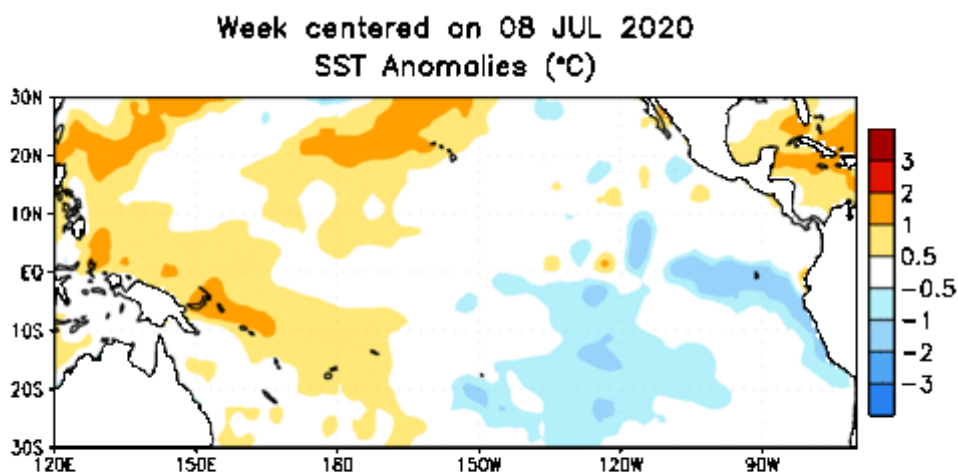 Week centered on 08 JUL 2020
SST Anomalies (°C)
30N
20N
10N
EQ
10S
20S
30S
120E 150E 180 150W 120W 90W
3
2
1
0.5
-0.5
-1
-2
-3